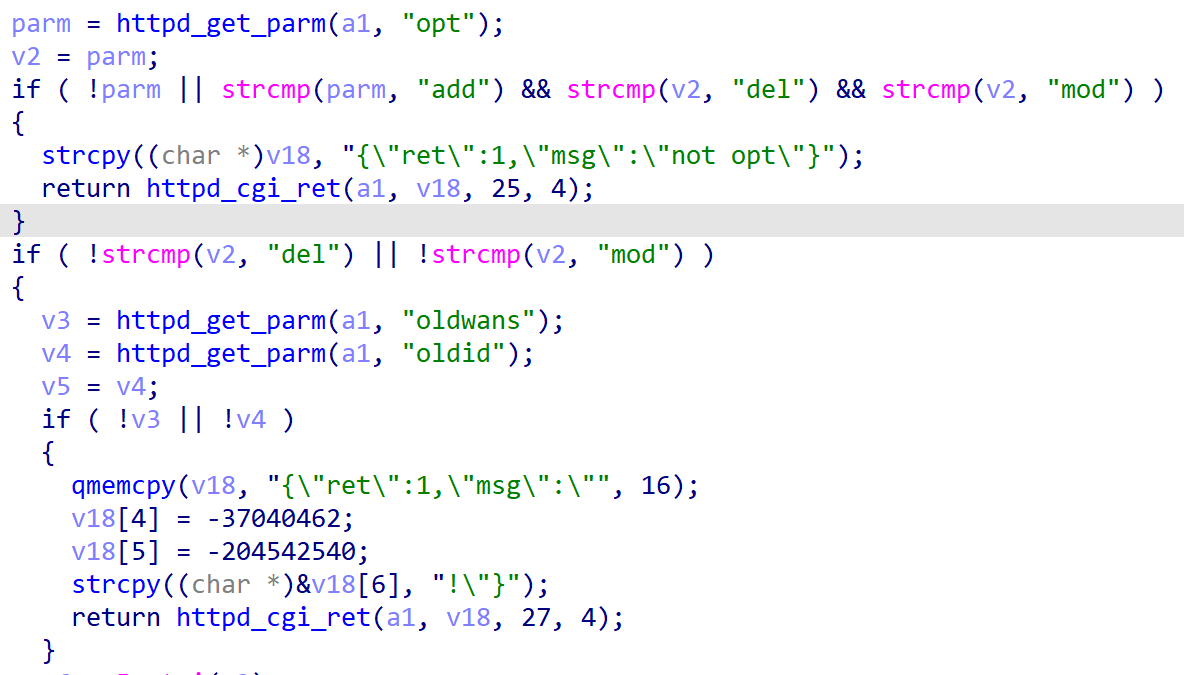 parm = httpd_get_parm(a1, "opt");
v2 = parm;
if ( !parm || strcmp(parm, "add") && strcmp(v2, "del") && strcmp(v2, "mod") )
{
strcpy((char *)v18, "{\"ret\":1,\"msg\":\"not opt\"}");
return httpd_cgi_ret(a1, v18, 25, 4);
}
if ( !strcmp(v2, "del") || !strcmp(v2, "mod") )
{
v3 = httpd_get_parm(a1, "oldwans");
v4 = httpd_get_parm(a1, "oldid");
v5 = v4;
if ( !v3 || !v4 )
{
qmemcpy(v18, "{\"ret\":1,\"msg\":\"", 16);
v18[4] = -37040462;
v18[5] = -204542540;
strcpy((char *)&v18[6], "!\"}");
return httpd_cgi_ret(a1, v18, 27, 4);
}